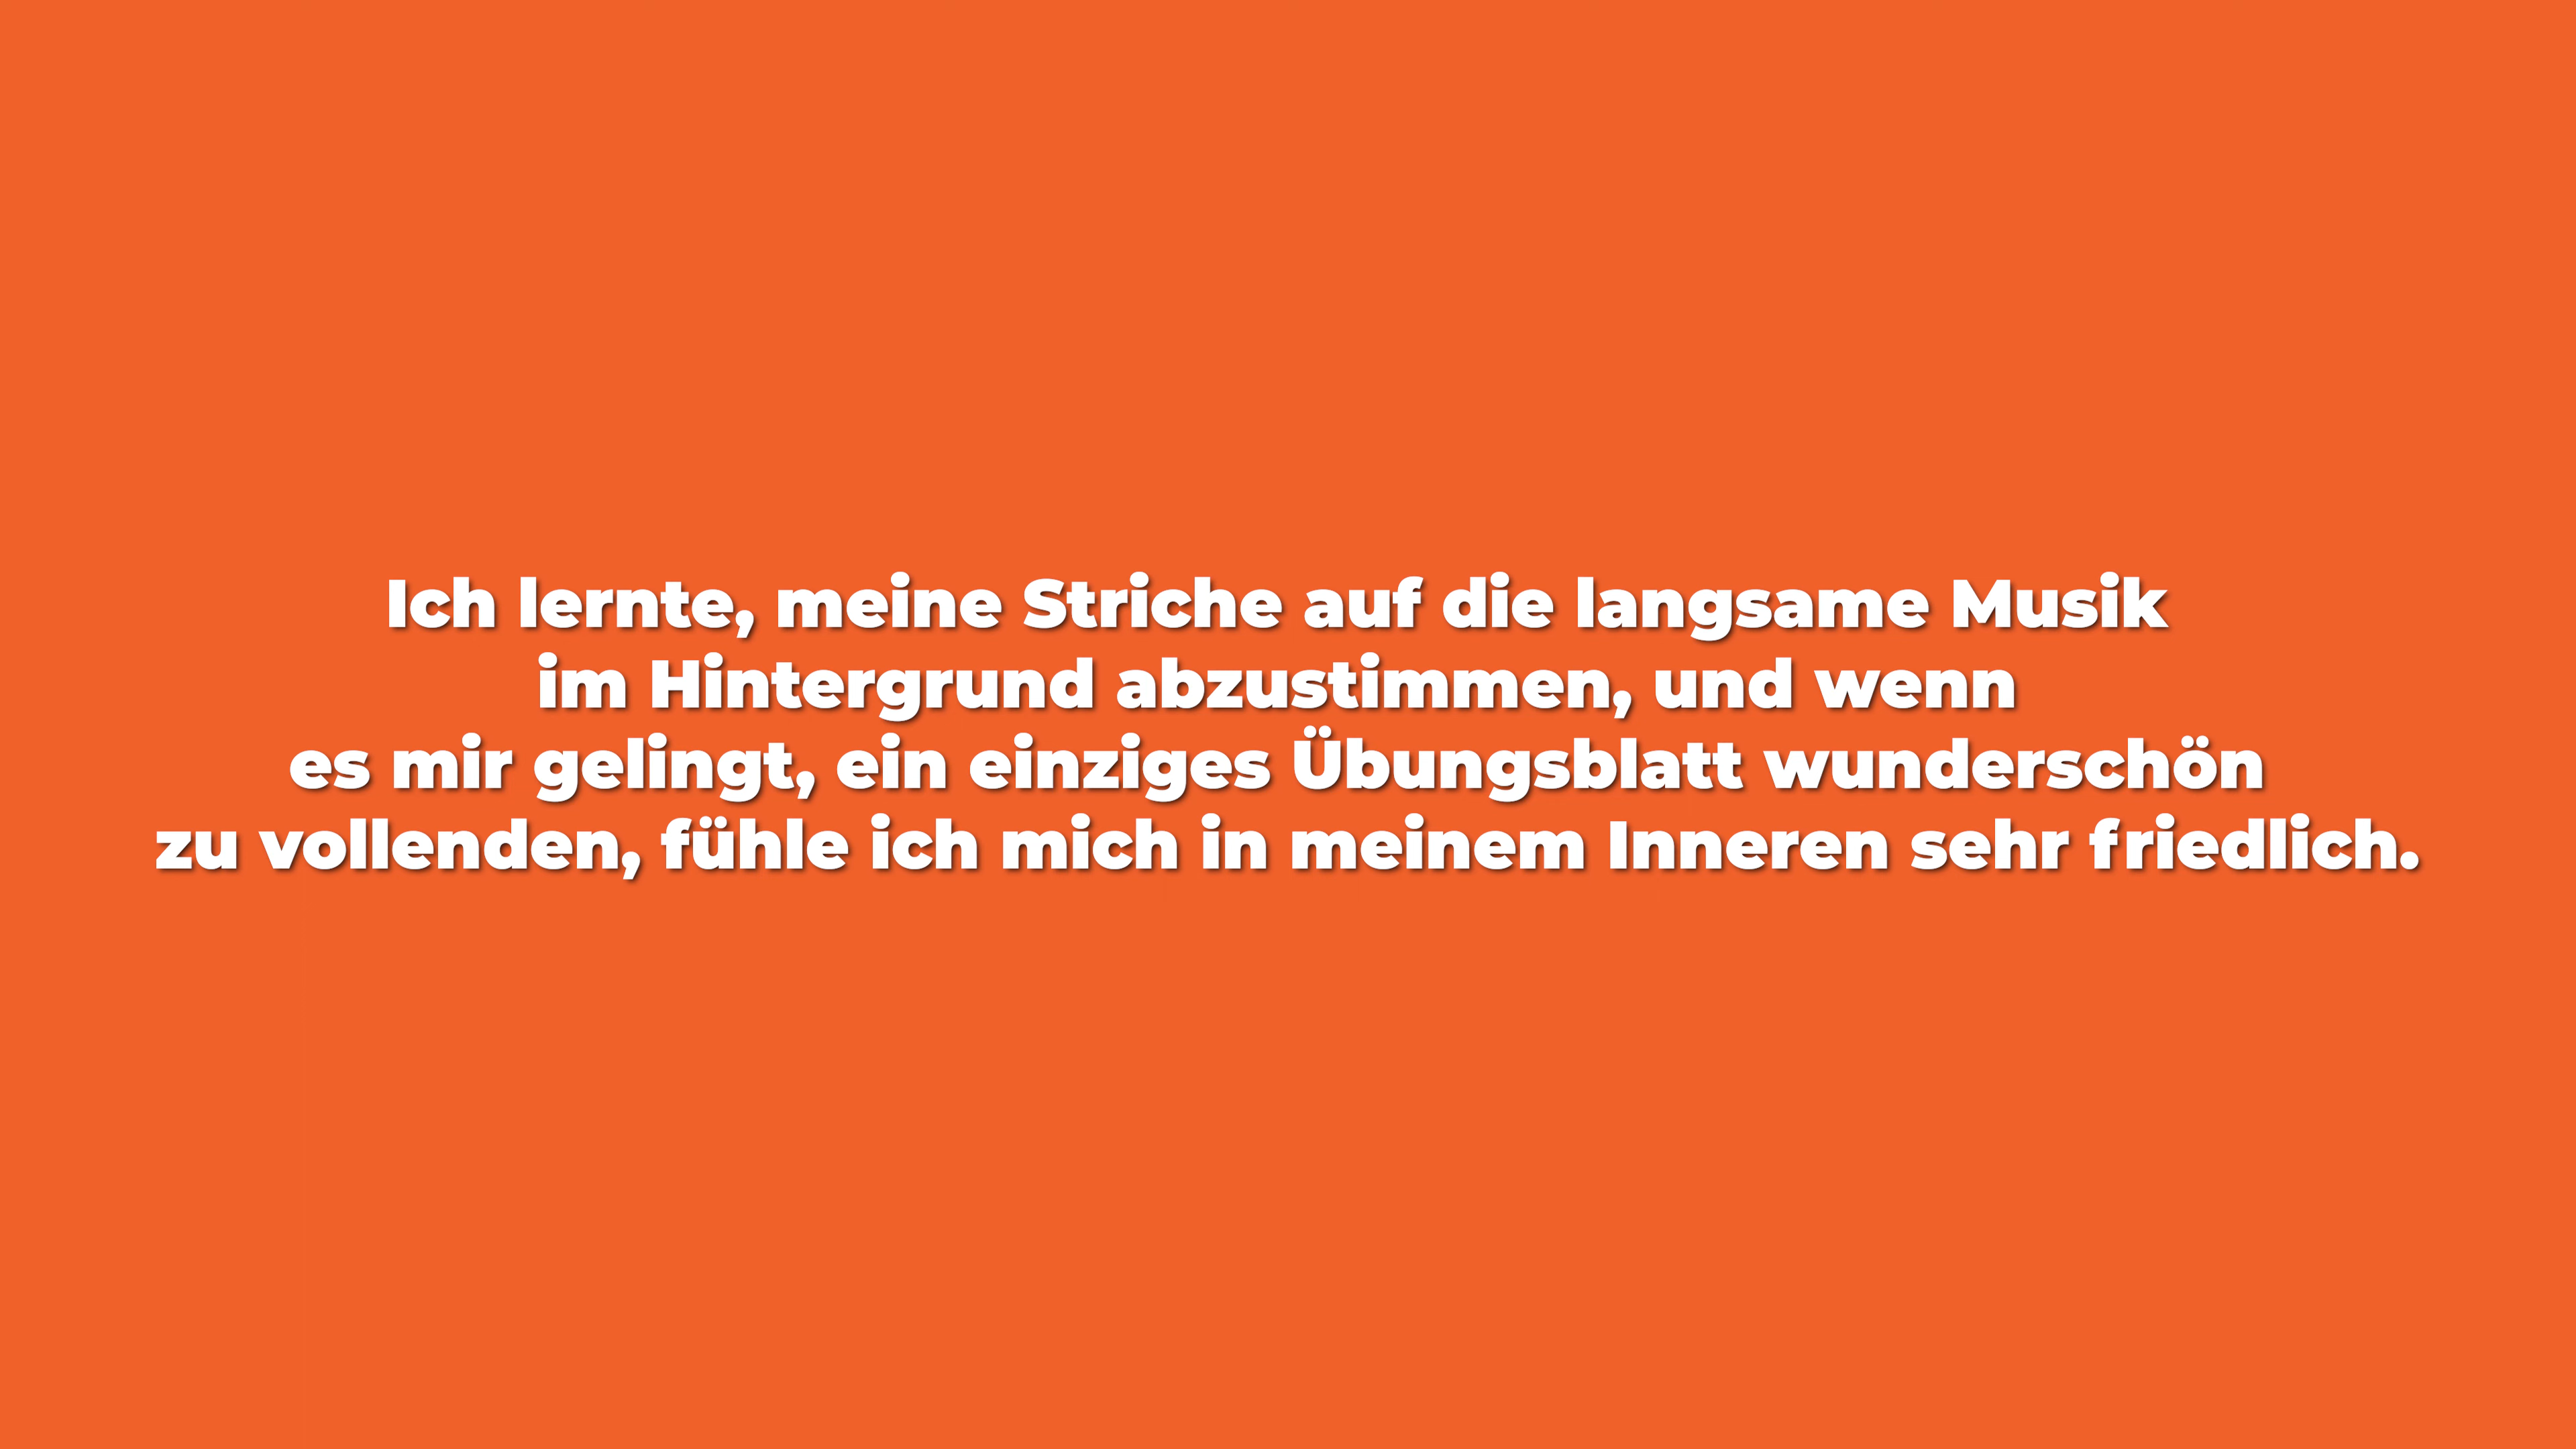 Ich lernte, meine Striche auf die langsame Musik
im Hintergrund abzustimmen, und wenn
es mir gelingt, ein einziges Übungsblatt wunderschön
zu vollenden, fühle ich mich in meinem Inneren sehr friedlich.